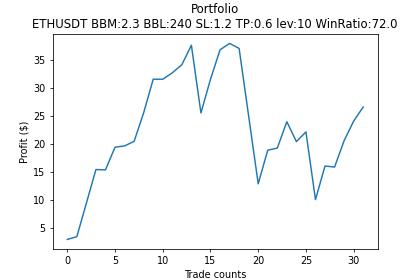 Portfolio
ETHUSDT BBM:2.3 BBL:240 SL:1.2 TP:0.6 lev:10 WinRatio:72.0
35
30
25
20
15
10
5
Profit ($)
0 5 10 15 20 25 30
Trade counts